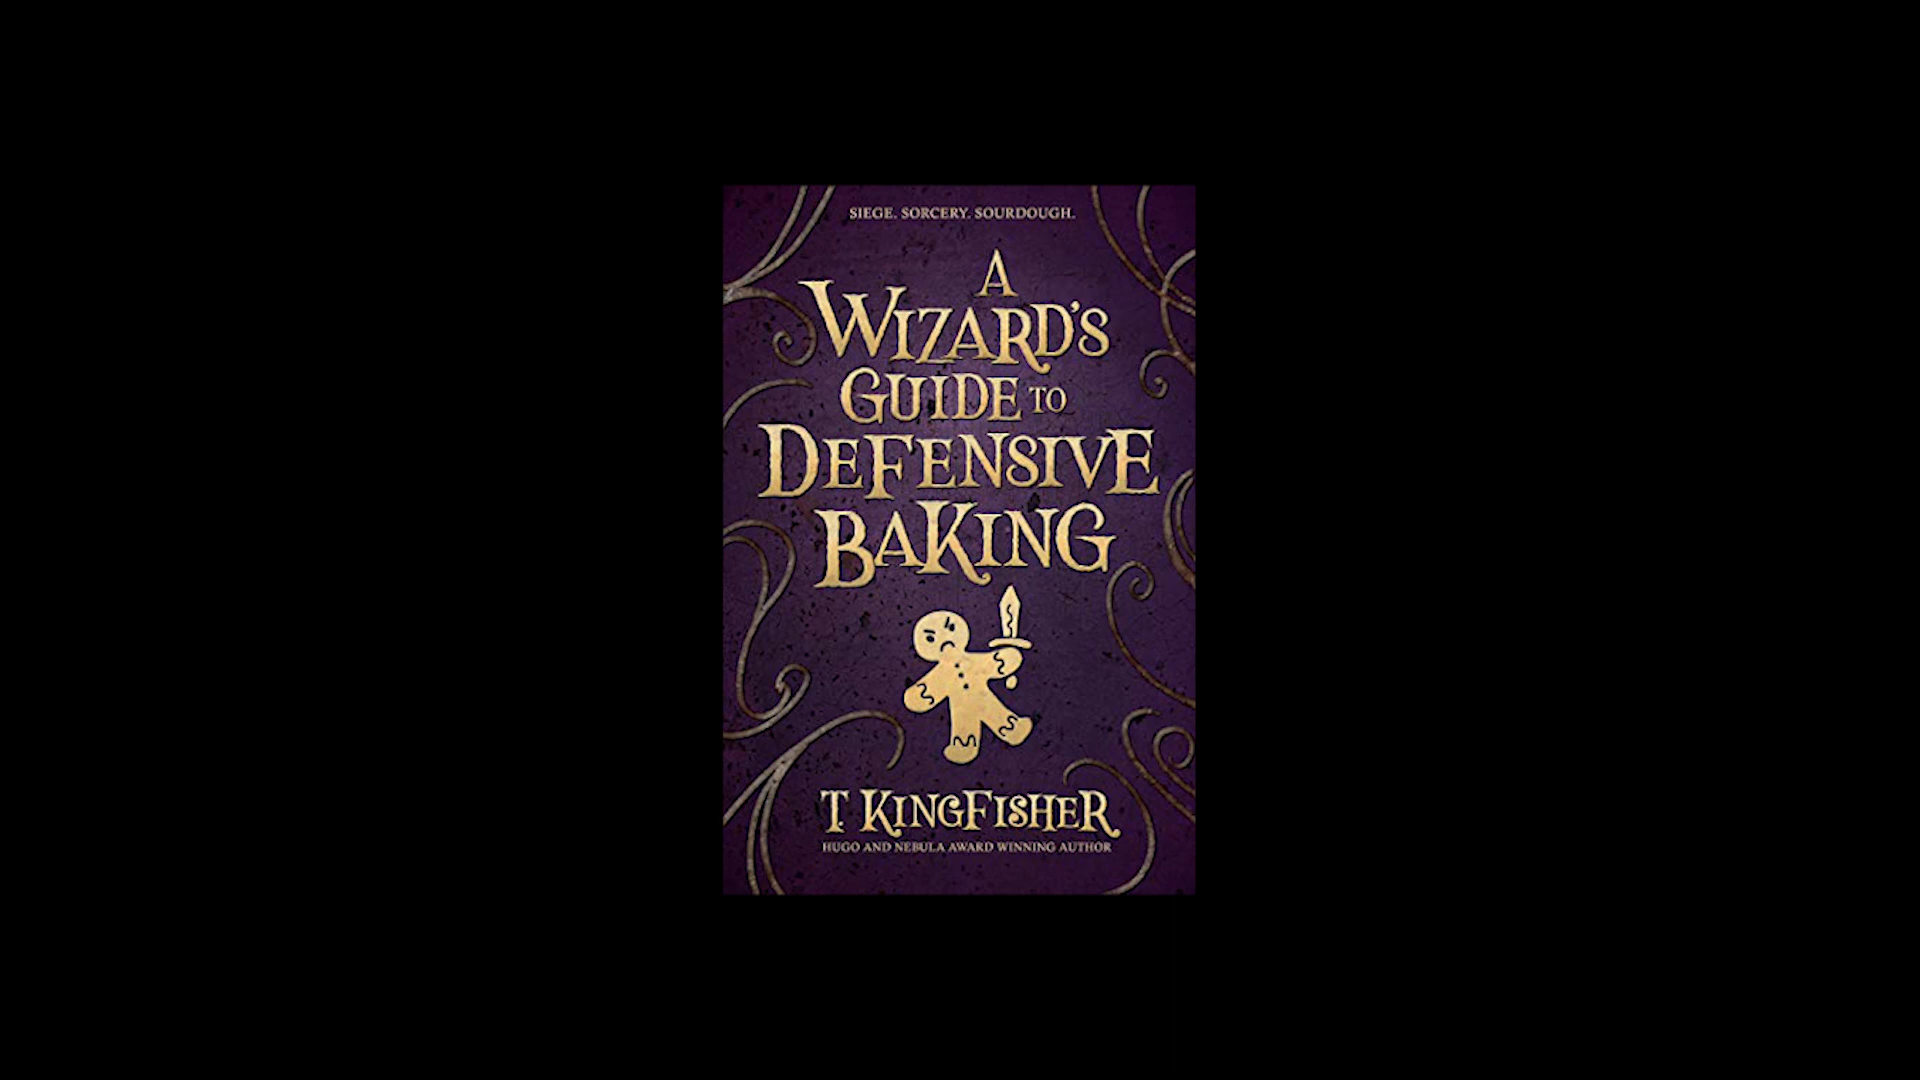 SIEGE. SORCERY. SOURDOUGH.
A
WIZARD'S
GUIDE TO
DEFENSIVE
BAKING
T. KINGFISHER
HUGO AND NEBULA AWARD WINNING AUTHOR